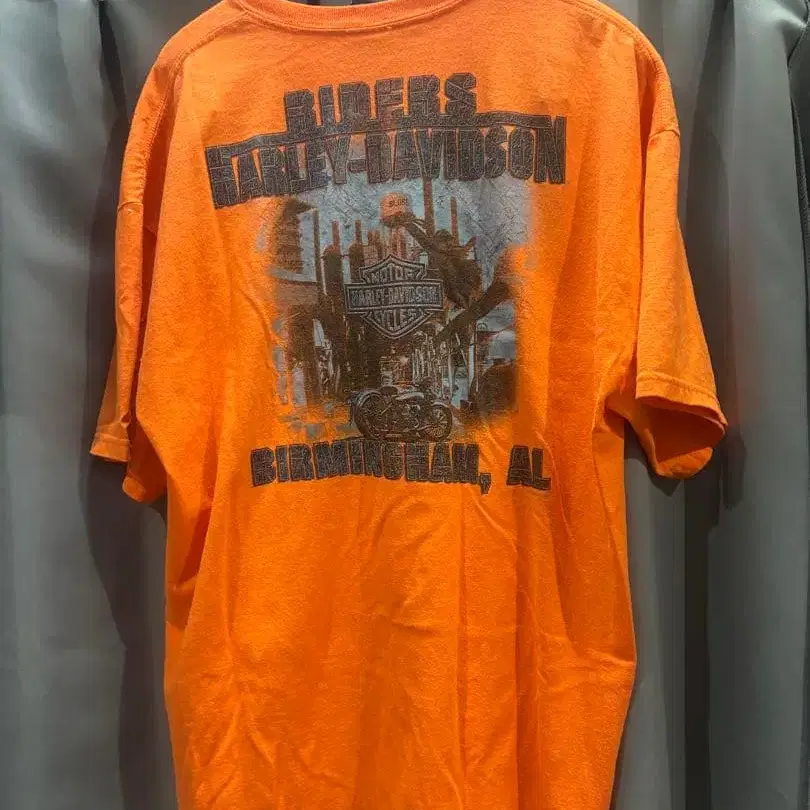 RIDERS
HARLEY-DAVIDSON
MOTOR
HARLEY-DAVIDSON
CYCLES
BIRMINGHAM, AL